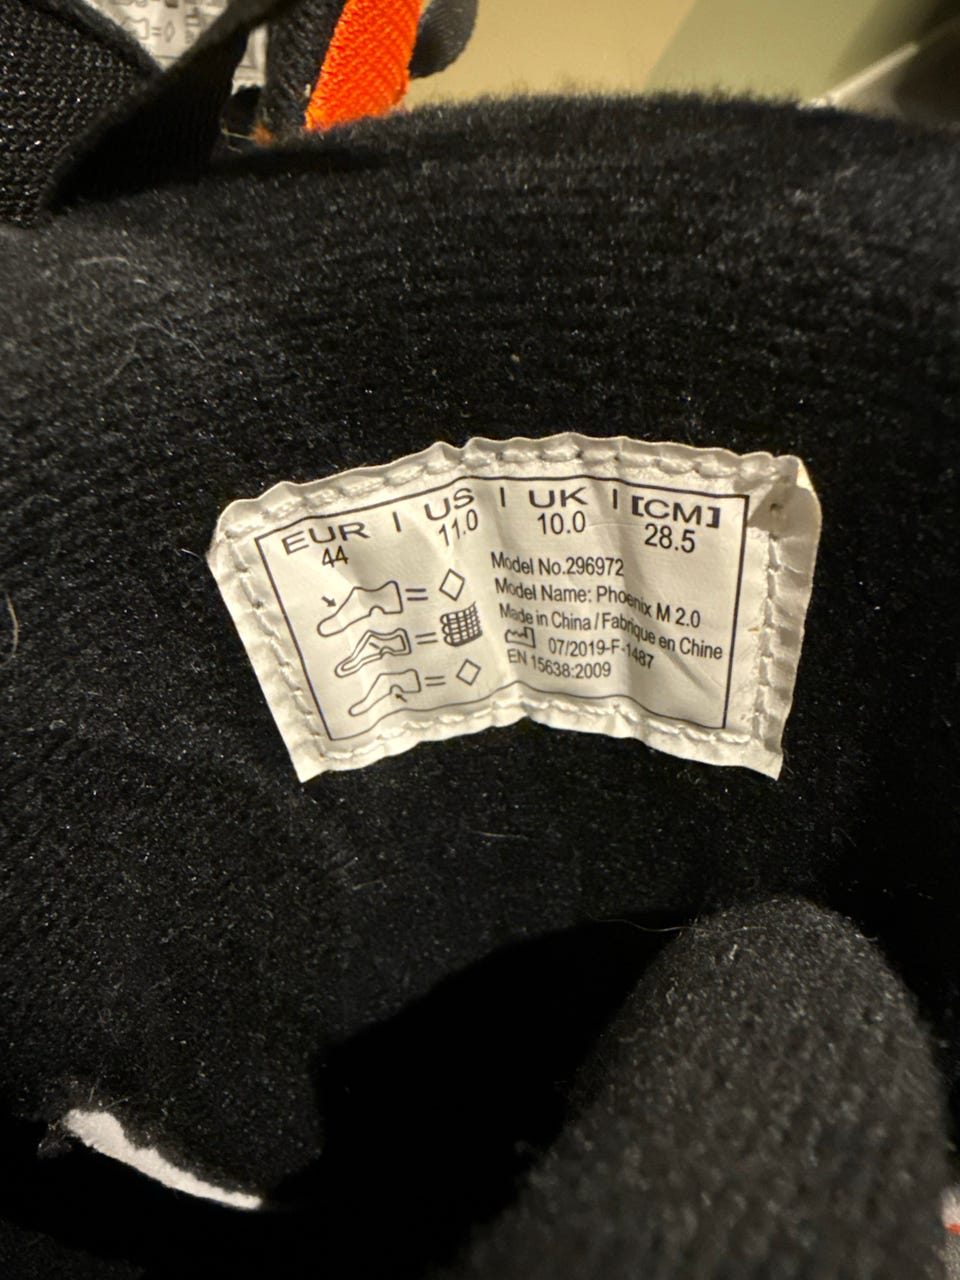 EUR | US | UK | [CM]
44 11.0 10.0 28.5
Model No.296972
Model Name: Phoenix M 2.0
Made in China / Fabrique en Chine
07/2019-F-1487
EN 15638:2009